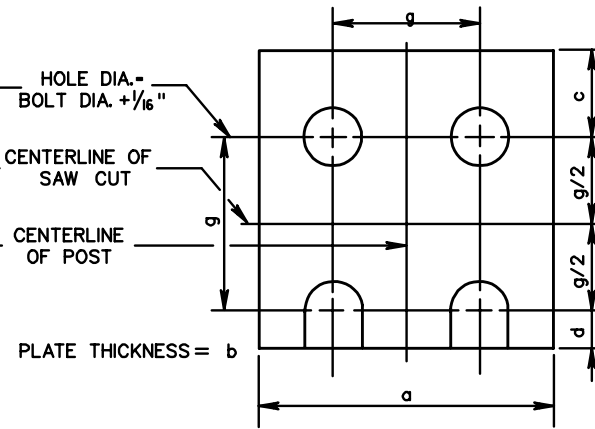 g
HOLE DIA.=
BOLT DIA. + 1/16"
c
CENTERLINE OF
SAW CUT
g/2
g
CENTERLINE
OF POST
g/2
d
PLATE THICKNESS = b
a